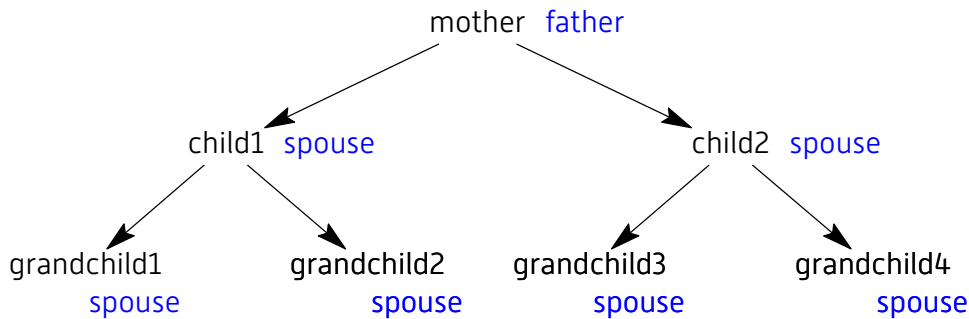 mother father
child1 spouse child2 spouse
grandchild1 grandchild2 grandchild3 grandchild4
spouse spouse spouse spouse